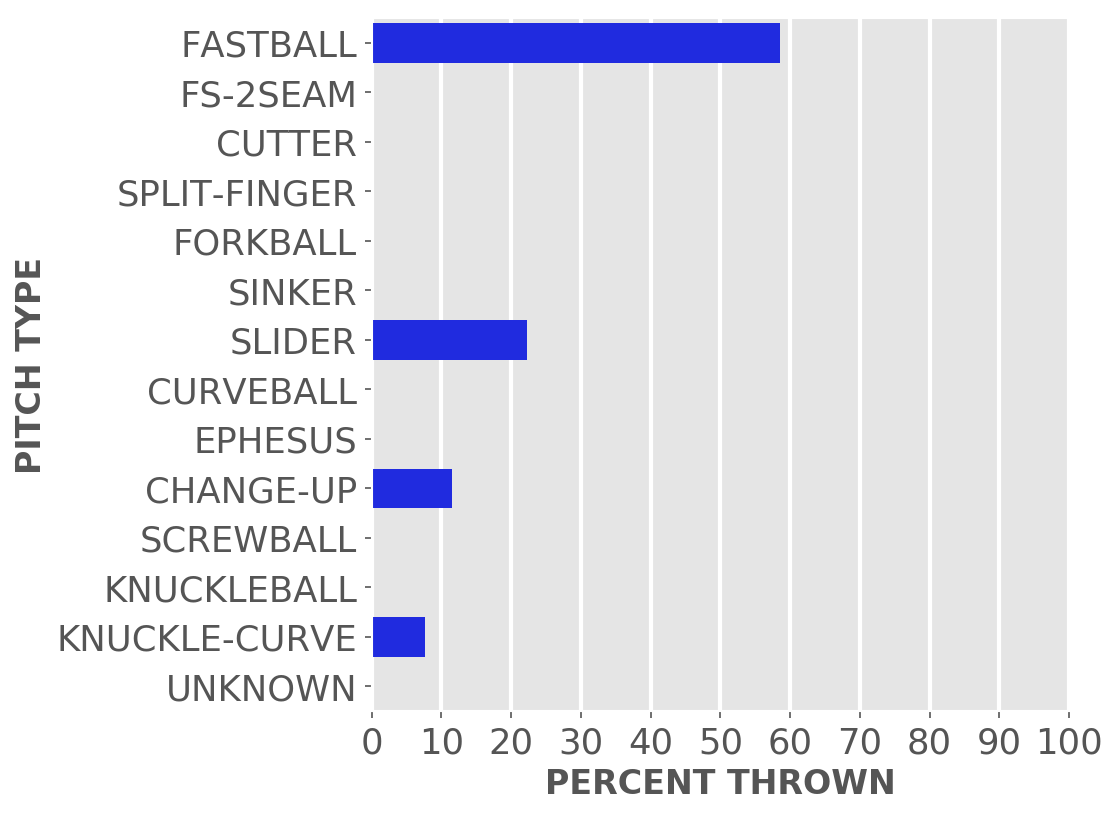 FASTBALL
FS-2SEAM
CUTTER
SPLIT-FINGER
FORKBALL
SINKER
SLIDER
CURVEBALL
EPHESUS
CHANGE-UP
SCREWBALL
KNUCKLEBALL
KNUCKLE-CURVE
UNKNOWN
PITCH TYPE
0 10 20 30 40 50 60 70 80 90 100
PERCENT THROWN